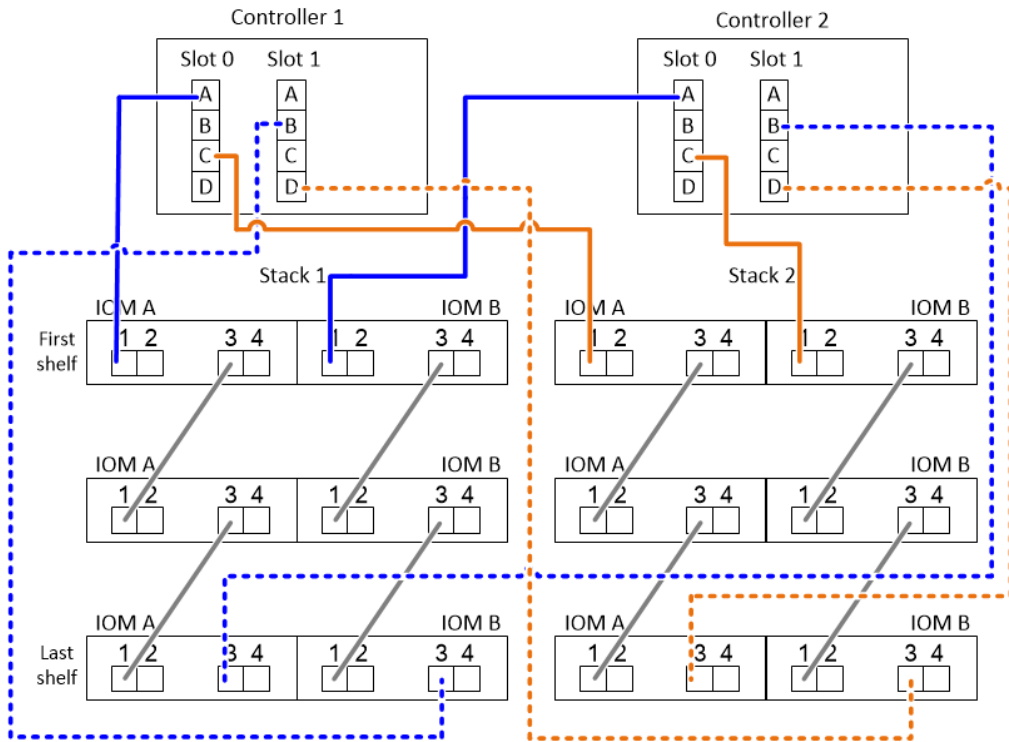 Controller 1
Controller 2
Slot 0 Slot 1
Slot 0 Slot 1
A A
B B
C C
D D
A A
B B
C C
D D
Stack 1
Stack 2
IOM A IOM B
IOM A IOM B
First shelf
1 2 3 4 1 2 3 4
1 2 3 4 1 2 3 4
IOM A IOM B
IOM A IOM B
1 2 3 4 1 2 3 4
1 2 3 4 1 2 3 4
IOM A IOM B
IOM A IOM B
Last shelf
1 2 3 4 1 2 3 4
1 2 3 4 1 2 3 4